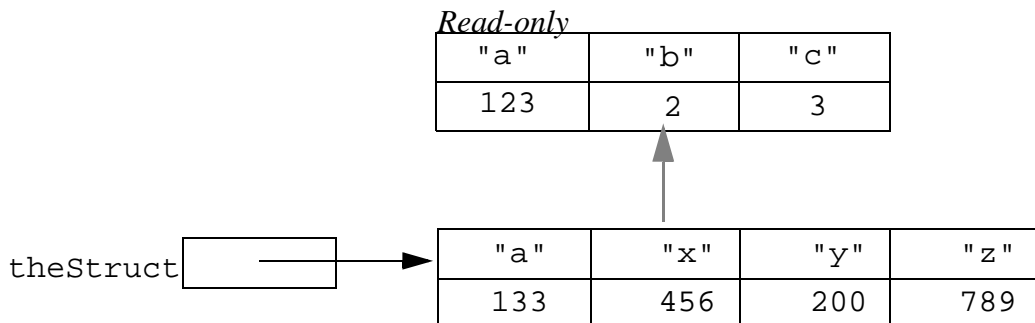 Read-only
"a" "b" "c"
123 2 3
"a" "x" "y" "z"
theStruct
133 456 200 789